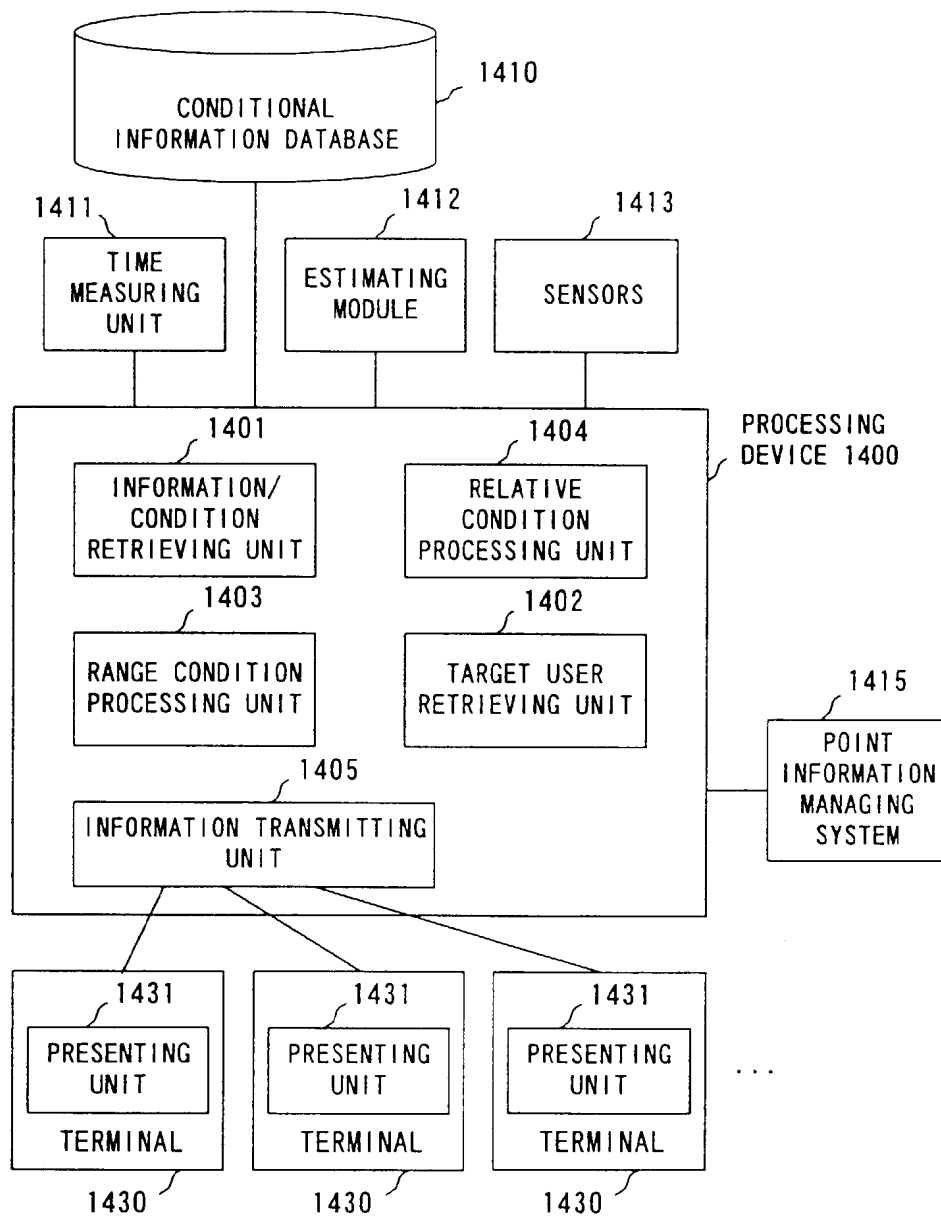 1410
CONDITIONAL
INFORMATION DATABASE
1411
TIME
MEASURING
UNIT
1412
ESTIMATING
MODULE
1413
SENSORS
PROCESSING
DEVICE 1400
1401
INFORMATION/
CONDITION
RETRIEVING UNIT
1404
RELATIVE
CONDITION
PROCESSING UNIT
1403
RANGE CONDITION
PROCESSING UNIT
1402
TARGET USER
RETRIEVING UNIT
1415
POINT
INFORMATION
MANAGING
SYSTEM
1405
INFORMATION TRANSMITTING
UNIT
1431
PRESENTING
UNIT
TERMINAL
1430
1431
PRESENTING
UNIT
TERMINAL
1430
1431
PRESENTING
UNIT
TERMINAL
1430
...